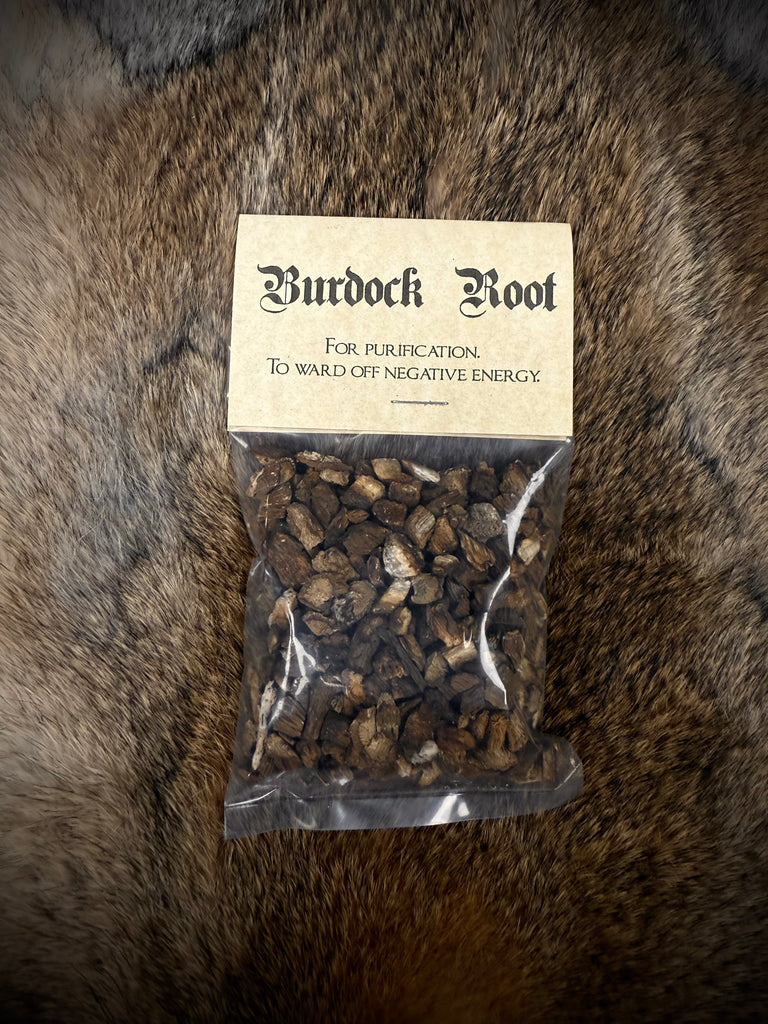 Burdock Root
For purification.
To ward off negative energy.